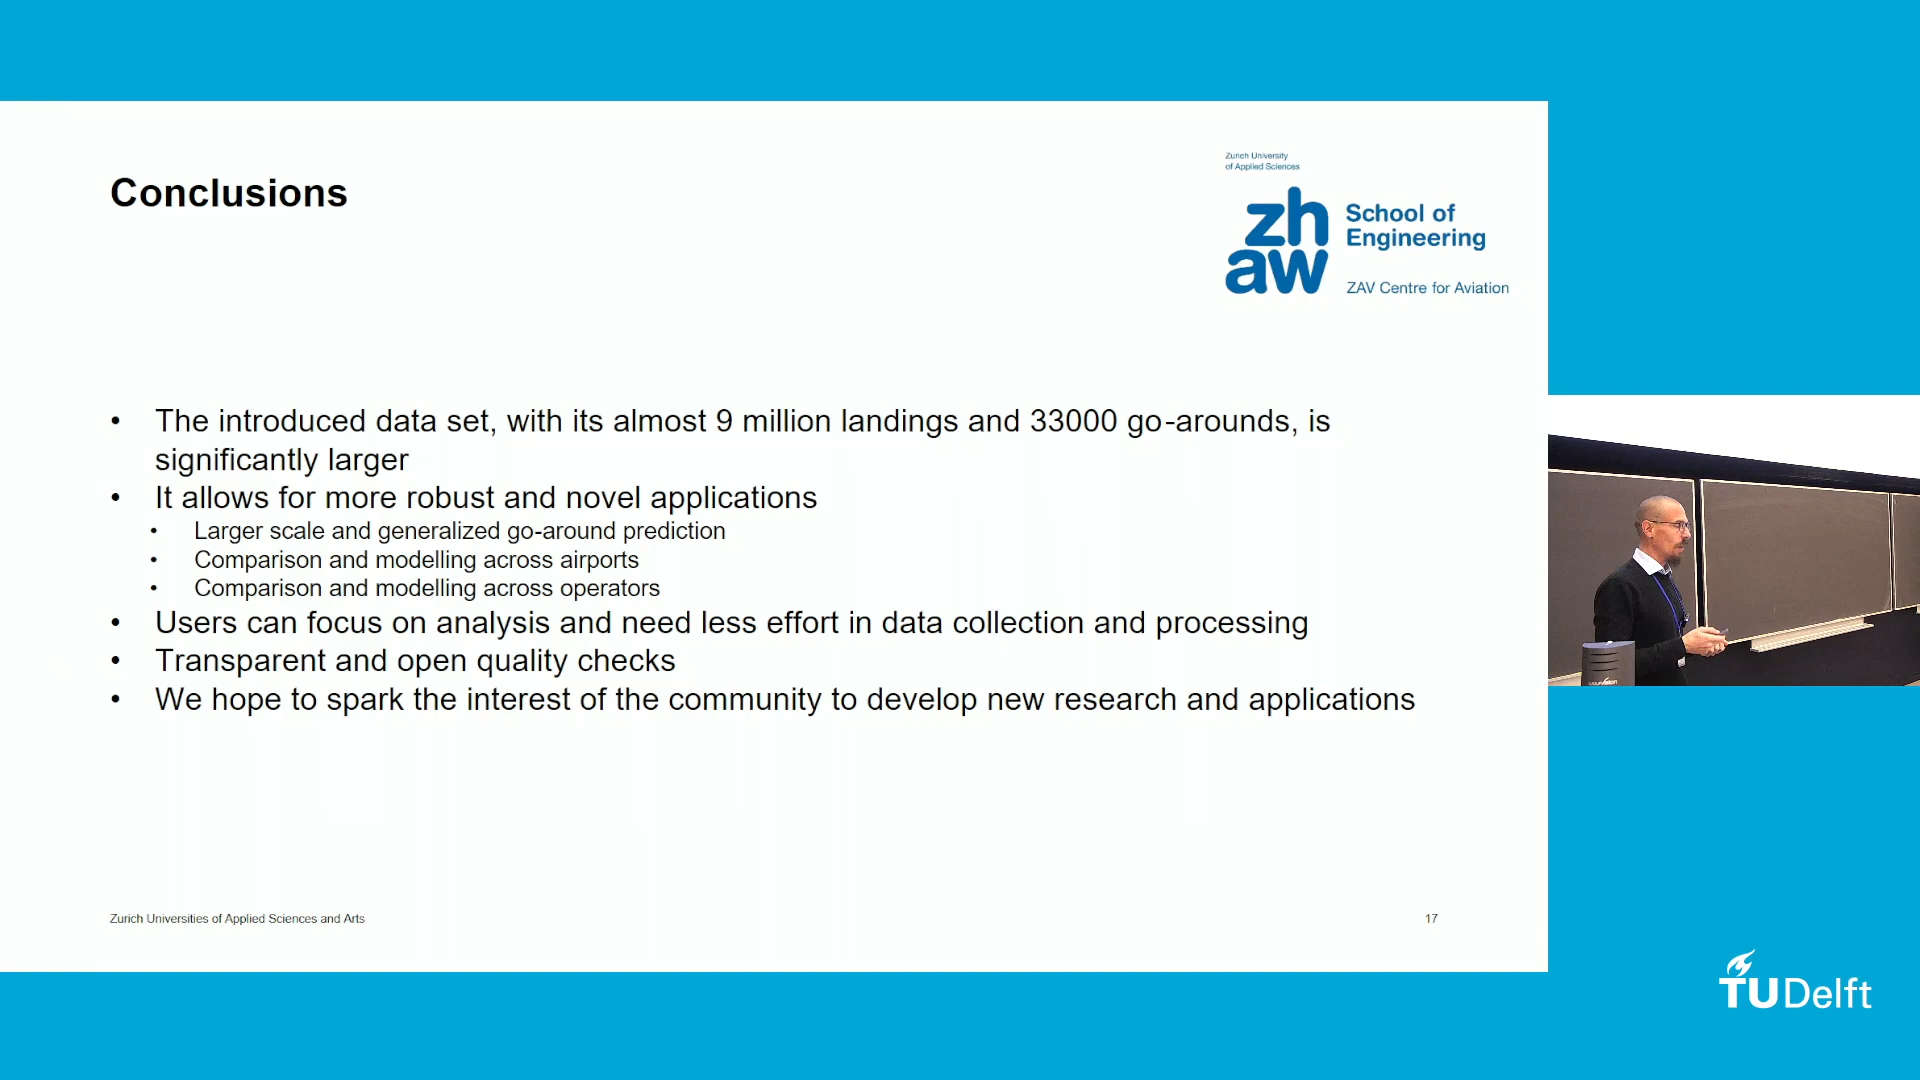 Conclusions
Zurich University
of Applied Sciences
zh
aw
School of
Engineering
ZAV Centre for Aviation
• The introduced data set, with its almost 9 million landings and 33000 go-arounds, is
significantly larger
• It allows for more robust and novel applications
• Larger scale and generalized go-around prediction
• Comparison and modelling across airports
• Comparison and modelling across operators
• Users can focus on analysis and need less effort in data collection and processing
• Transparent and open quality checks
• We hope to spark the interest of the community to develop new research and applications
Zurich Universities of Applied Sciences and Arts
17
TUDelft